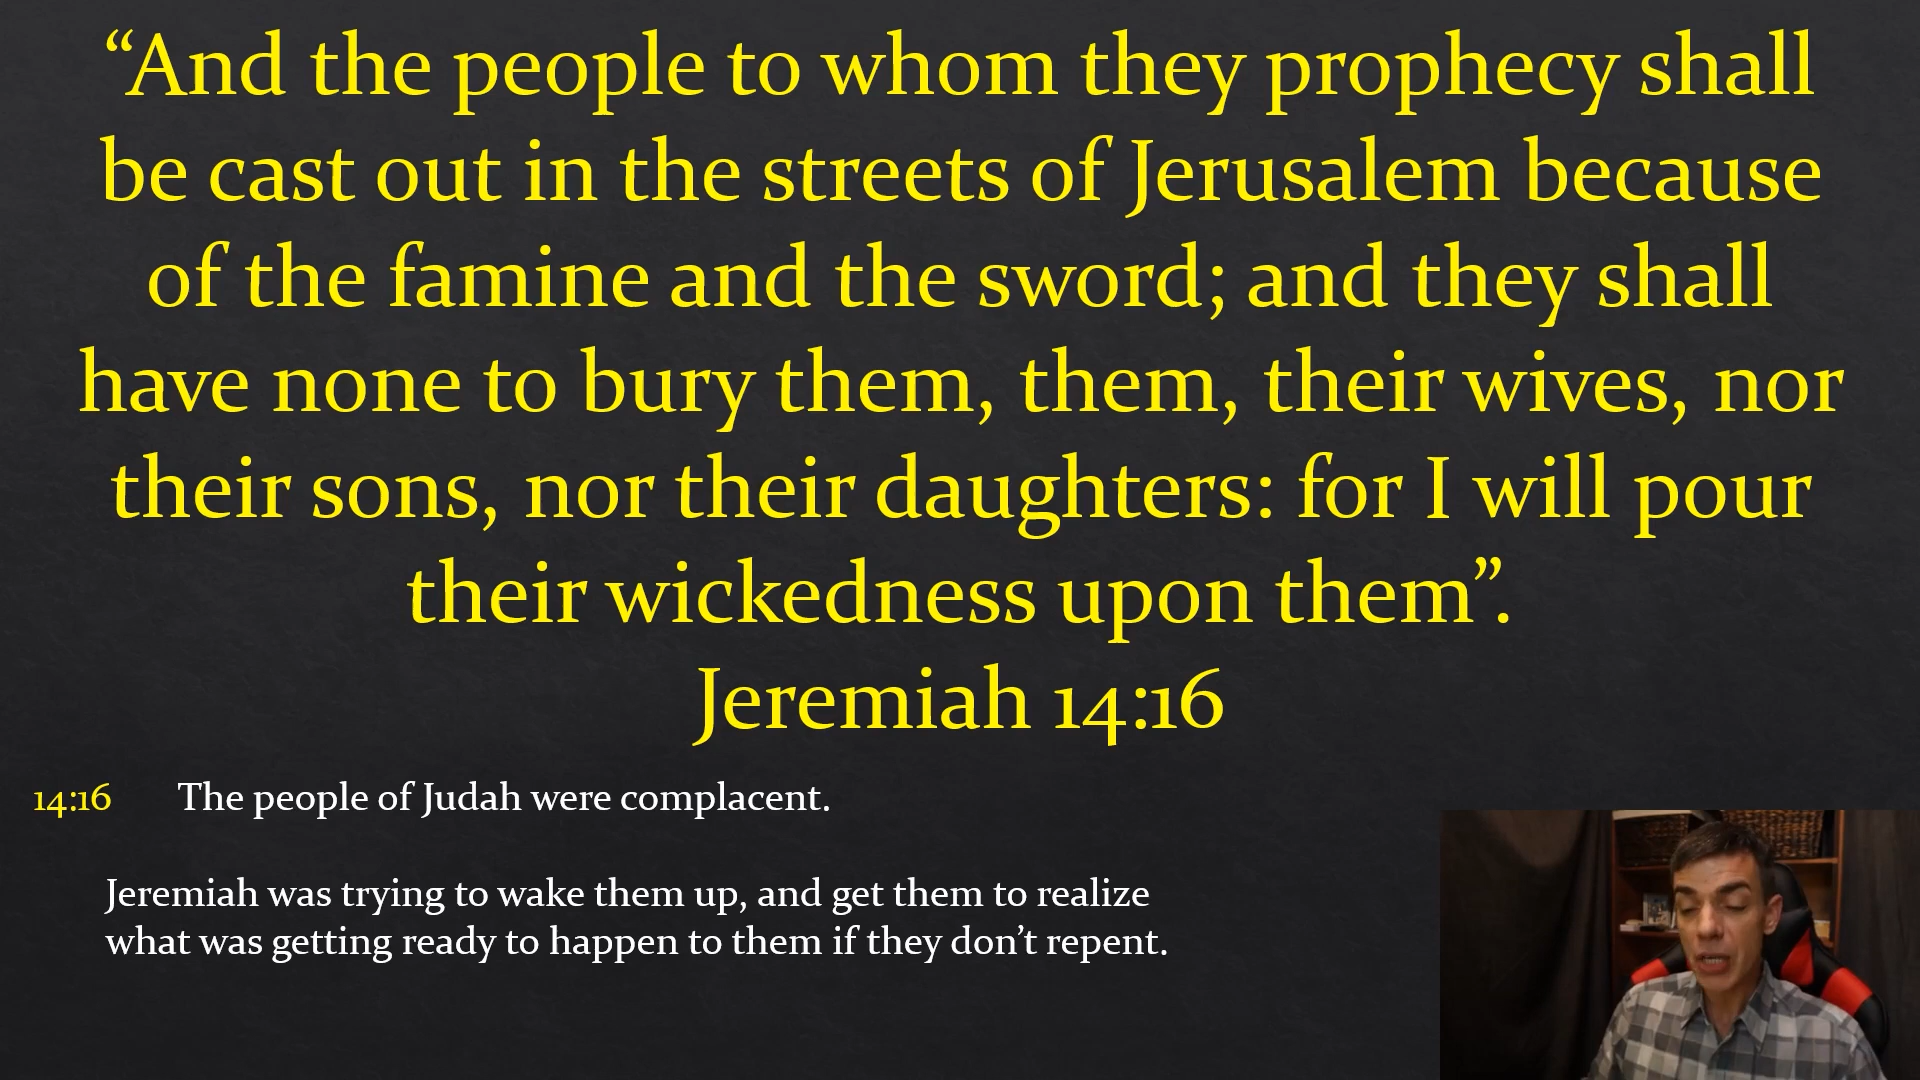 “And the people to whom they prophecy shall
be cast out in the streets of Jerusalem because
of the famine and the sword; and they shall
have none to bury them, them, their wives, nor
their sons, nor their daughters: for I will pour
their wickedness upon them”.
Jeremiah 14:16
14:16 The people of Judah were complacent.
Jeremiah was trying to wake them up, and get them to realize
what was getting ready to happen to them if they don’t repent.